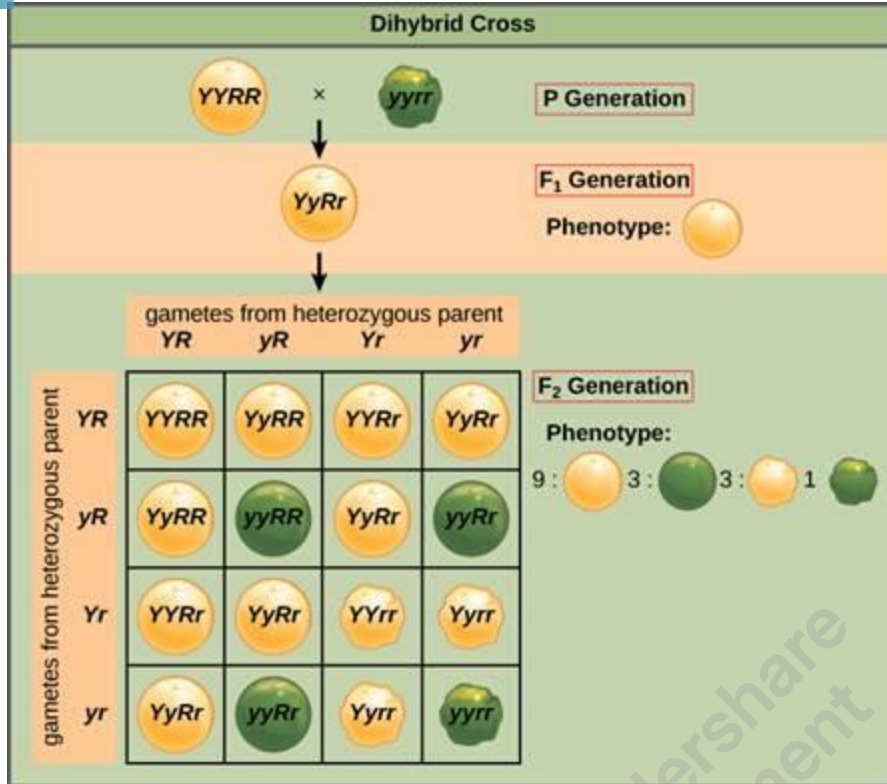 Dihybrid Cross
YYRR × yyrr P Generation
YyRr
F₁ Generation
Phenotype:
gametes from heterozygous parent
YR yR Yr yr
gametes from heterozygous parent
YR YYRR YyRR YYRr YyRr
yR YyRR yyRR YyRr yyRr
Yr YYRr YyRr YYrr Yyrr
yr YyRr yyRr Yyrr yyrr
F₂ Generation
Phenotype:
9 : 3 : 3 : 1